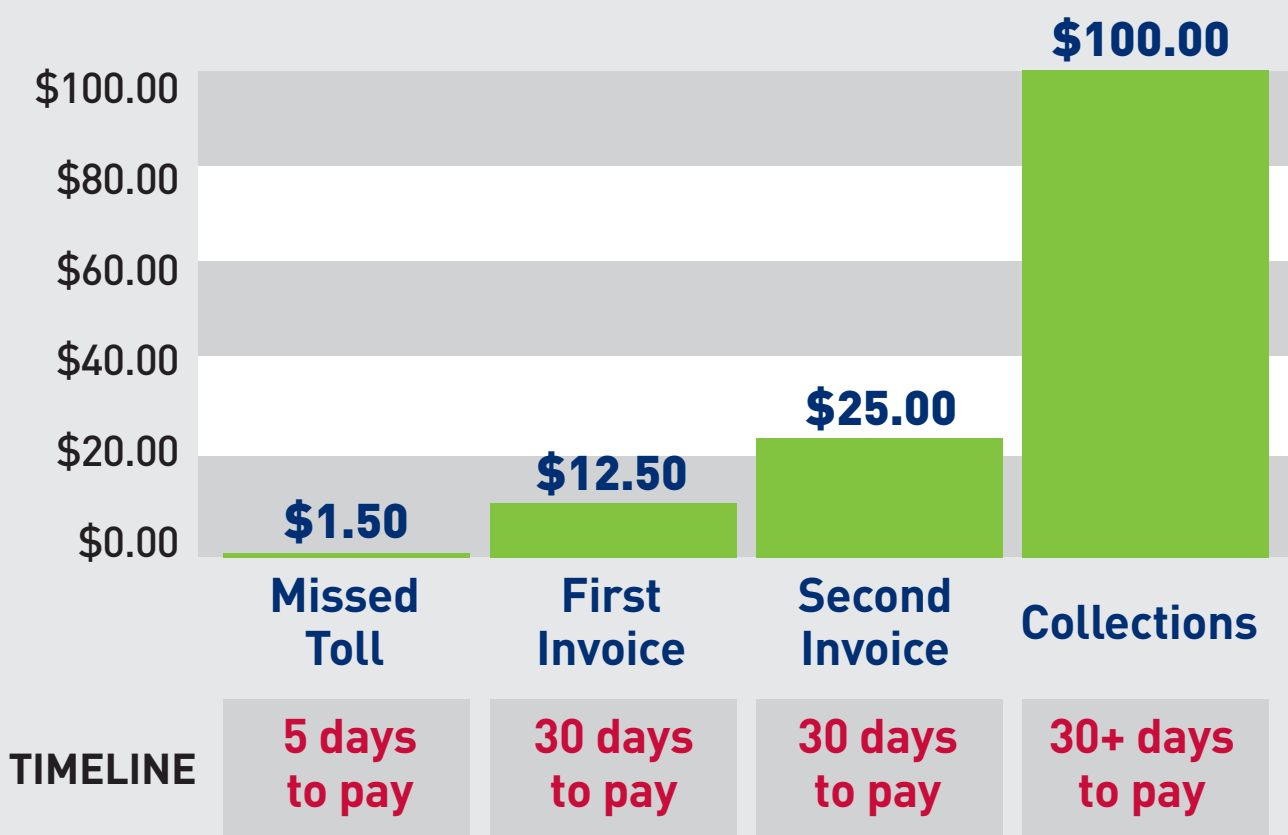 $100.00
$100.00
$80.00
$60.00
$40.00
$25.00
$20.00
$12.50
$1.50
$0.00
Missed
Toll
First
Invoice
Second
Invoice
Collections
TIMELINE
5 days
to pay
30 days
to pay
30 days
to pay
30+ days
to pay